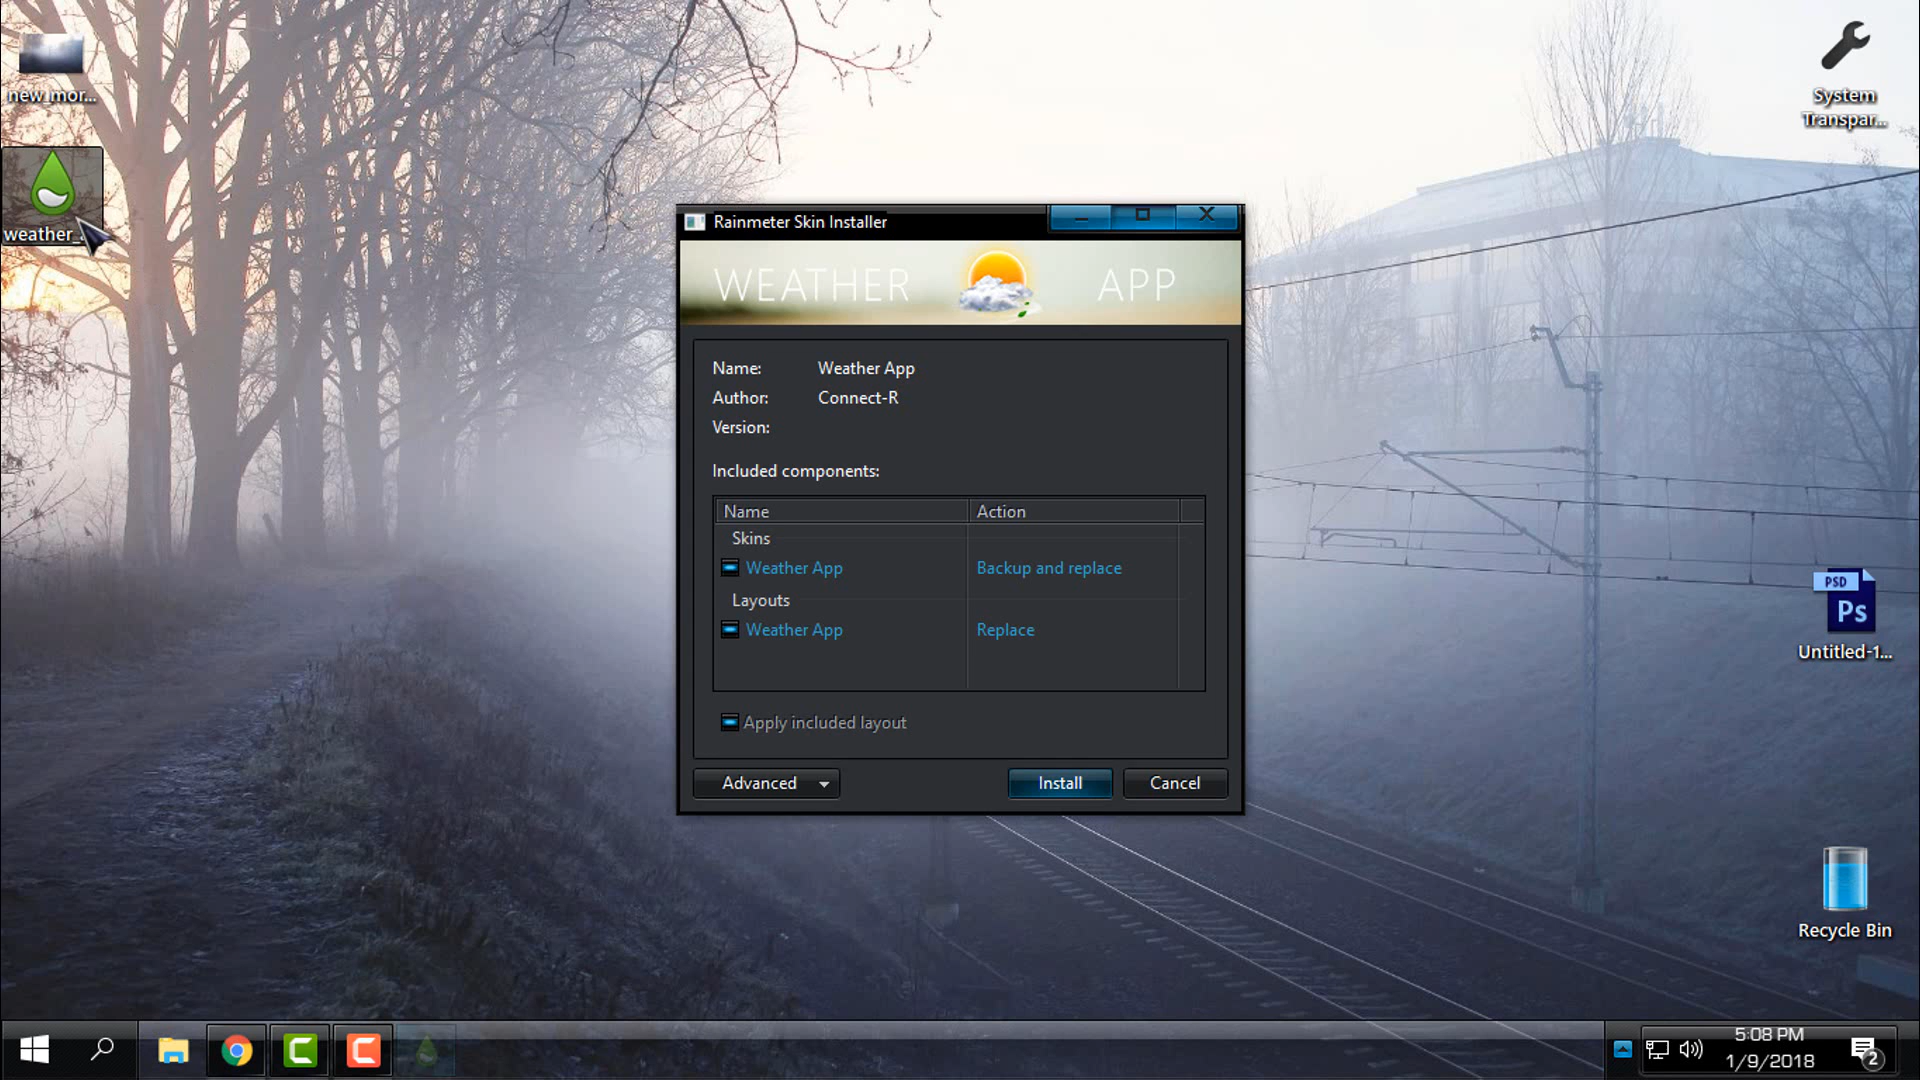 new_mor...
weather_
System
Transpar...
Rainmeter Skin Installer
WEATHER APP
Name: Weather App
Author: Connect-R
Version:
Included components:
Name Action
Skins
Weather App Backup and replace
Layouts
Weather App Replace
Apply included layout
Advanced Install Cancel
PSD
Ps
Untitled-1...
Recycle Bin
5:08 PM
1/9/2018
2